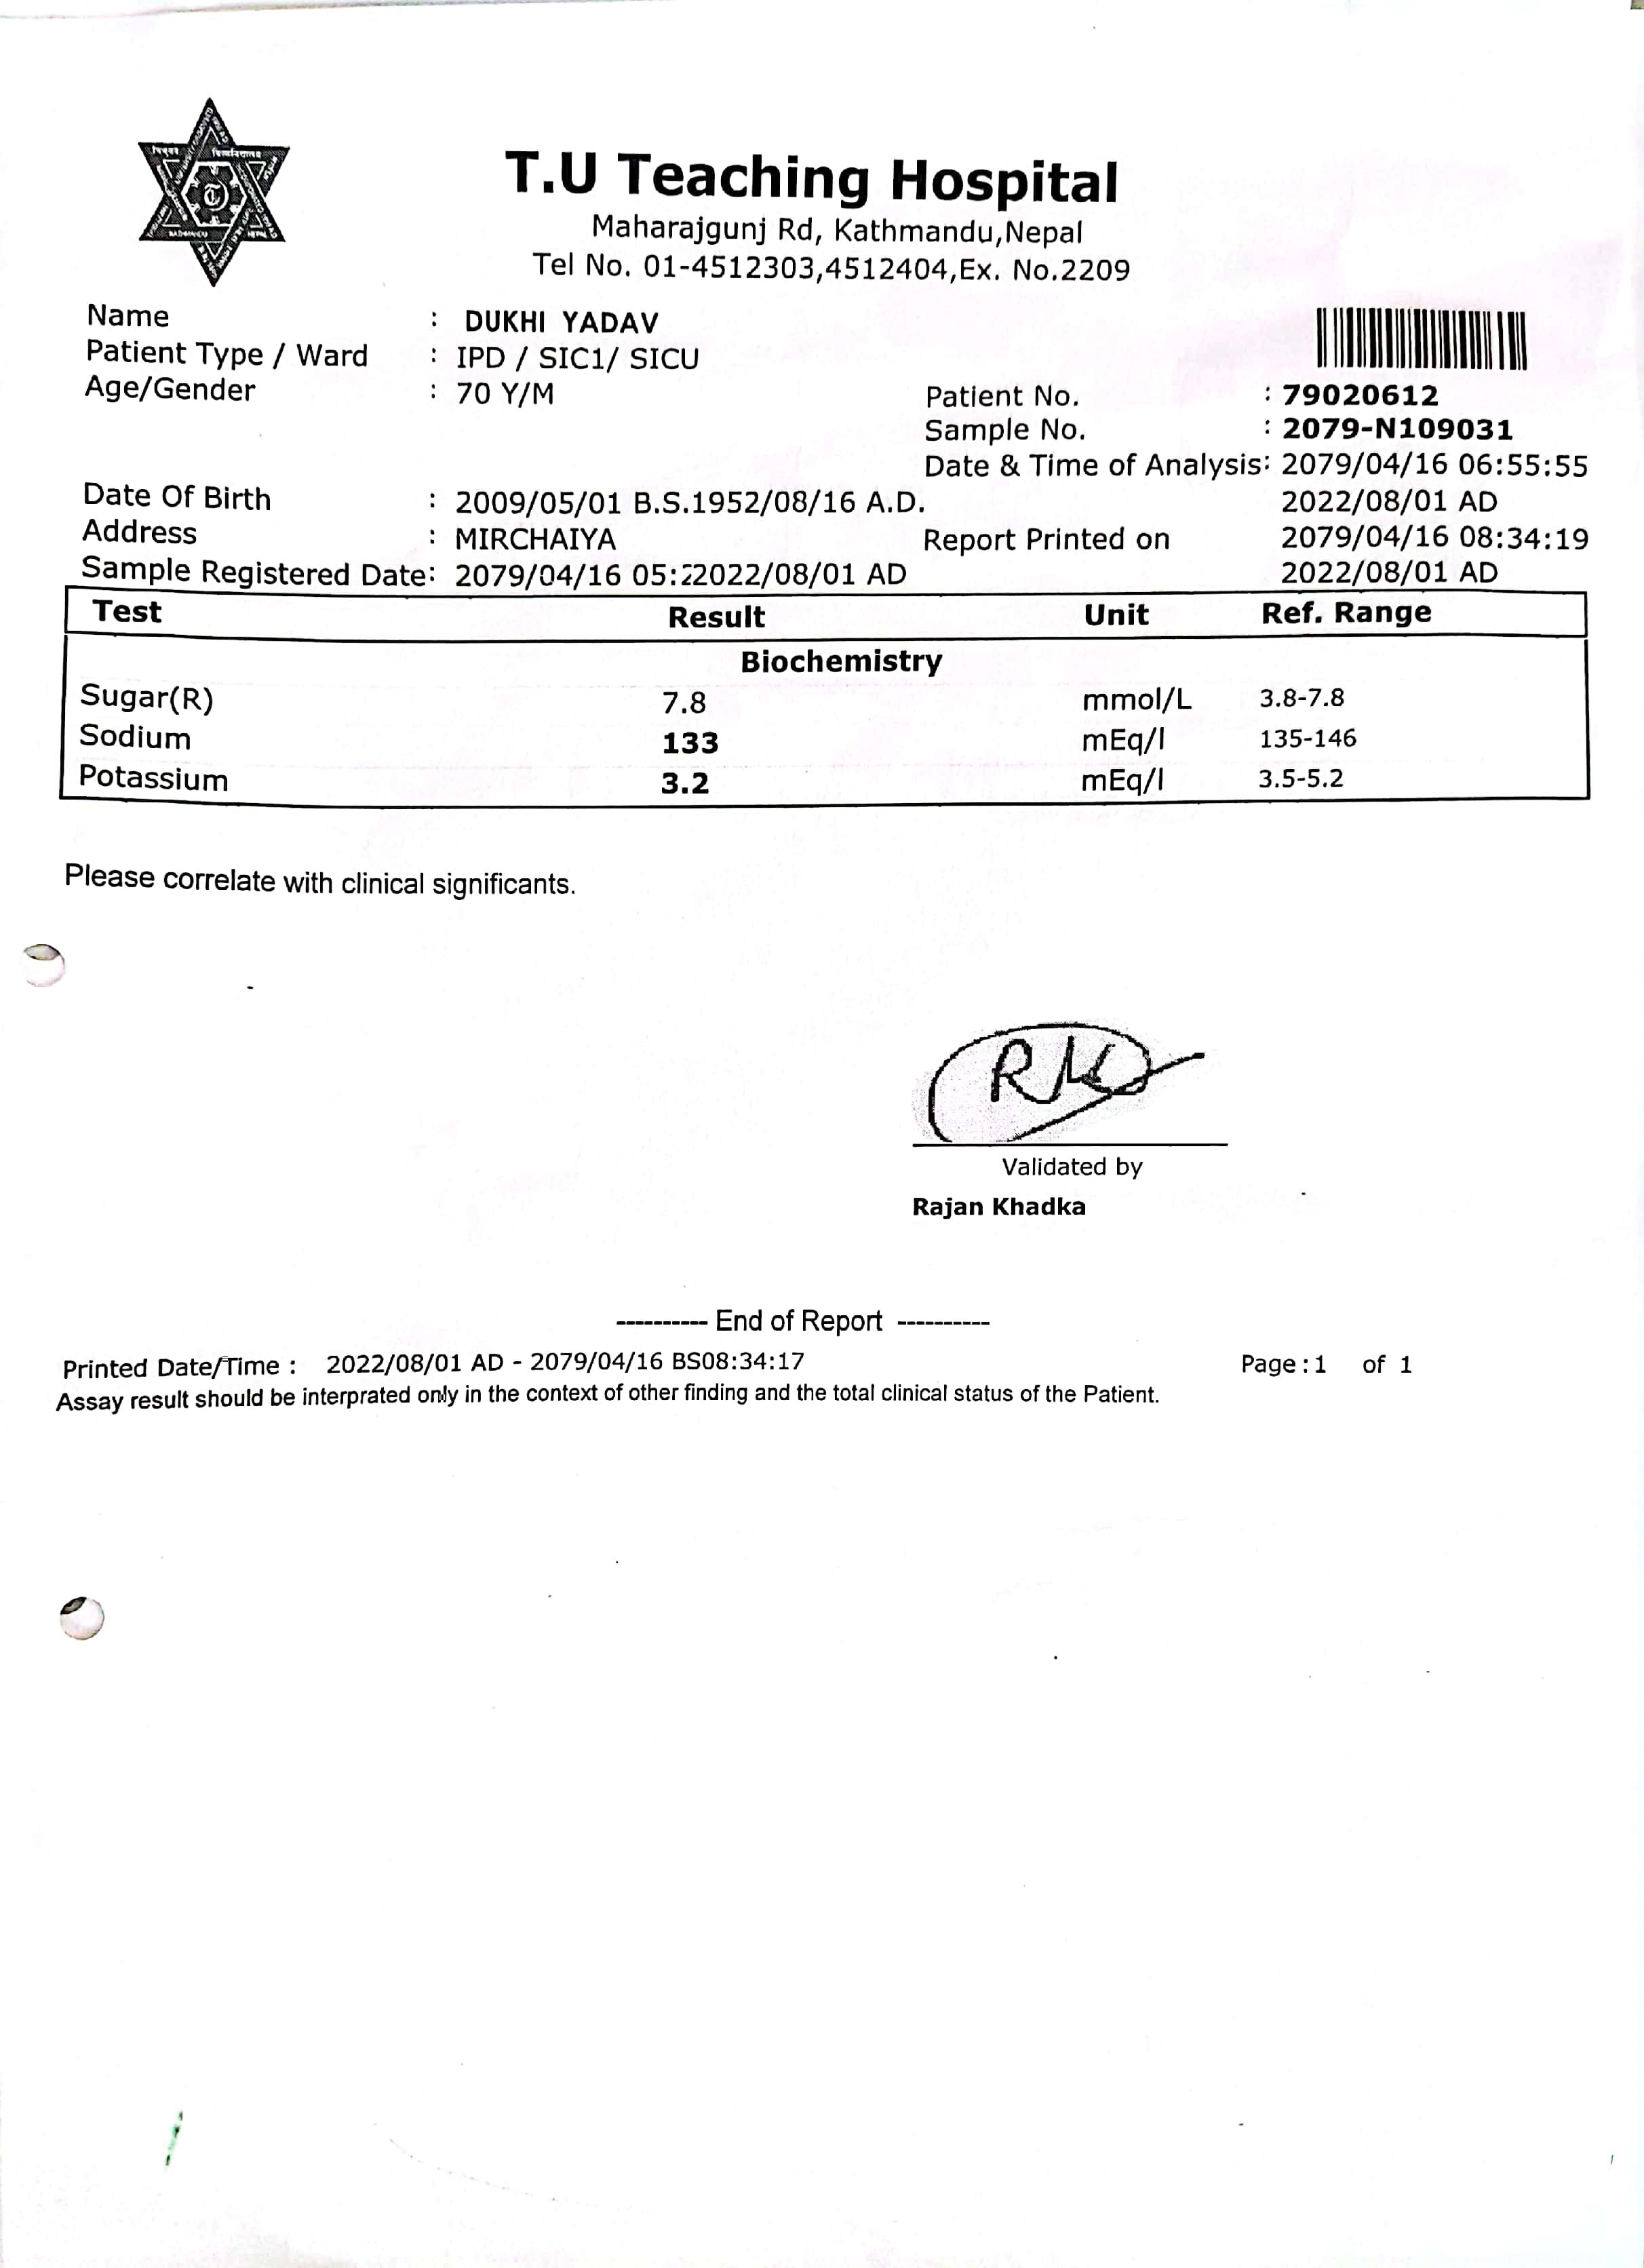 T.U Teaching Hospital
Maharajgunj Rd, Kathmandu,Nepal
Tel No. 01-4512303,4512404,Ex. No.2209
Name : DUKHI YADAV
Patient Type / Ward : IPD / SIC1/ SICU
Age/Gender : 70 Y/M
Patient No. : 79020612
Sample No. : 2079-N109031
Date & Time of Analysis: 2079/04/16 06:55:55
Date Of Birth : 2009/05/01 B.S.1952/08/16 A.D. 2022/08/01 AD
Address : MIRCHAIYA Report Printed on 2079/04/16 08:34:19
Sample Registered Date: 2079/04/16 05:22022/08/01 AD 2022/08/01 AD
Test Result Unit Ref. Range
Biochemistry
Sugar(R) 7.8 mmol/L 3.8-7.8
Sodium 133 mEq/l 135-146
Potassium 3.2 mEq/l 3.5-5.2
Please correlate with clinical significants.
Validated by
Rajan Khadka
---------- End of Report ----------
Printed Date/Time : 2022/08/01 AD - 2079/04/16 BS08:34:17 Page:1 of 1
Assay result should be interprated only in the context of other finding and the total clinical status of the Patient.